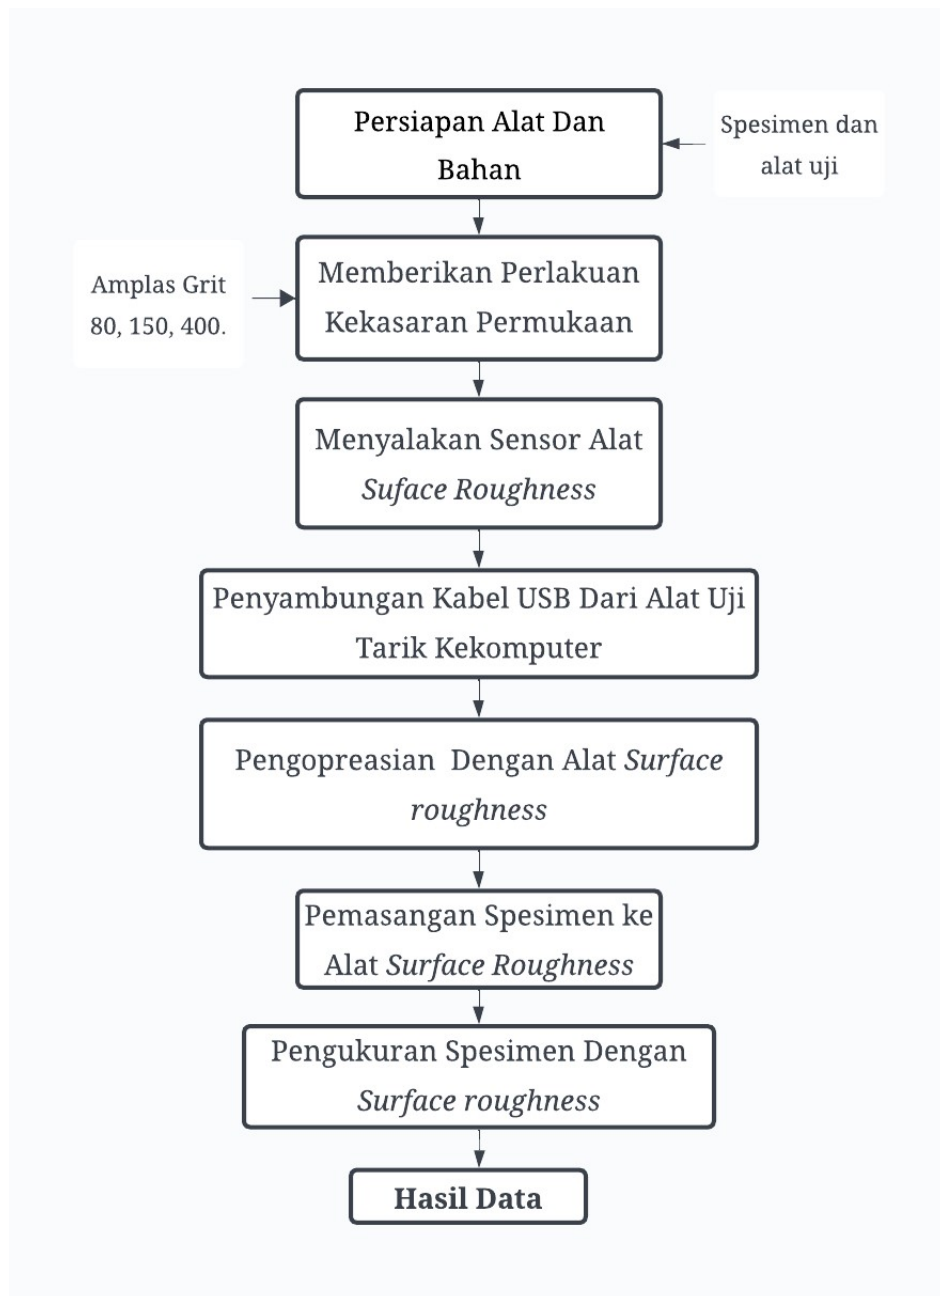 Persiapan Alat Dan
Bahan
Spesimen dan
alat uji
Memberikan Perlakuan
Kekasaran Permukaan
Amplas Grit
80, 150, 400.
Menyalakan Sensor Alat
Suface Roughness
Penyambungan Kabel USB Dari Alat Uji
Tarik Kekomputer
Pengopreasian  Dengan Alat Surface
roughness
Pemasangan Spesimen ke
Alat Surface Roughness
Pengukuran Spesimen Dengan
Surface roughness
Hasil Data